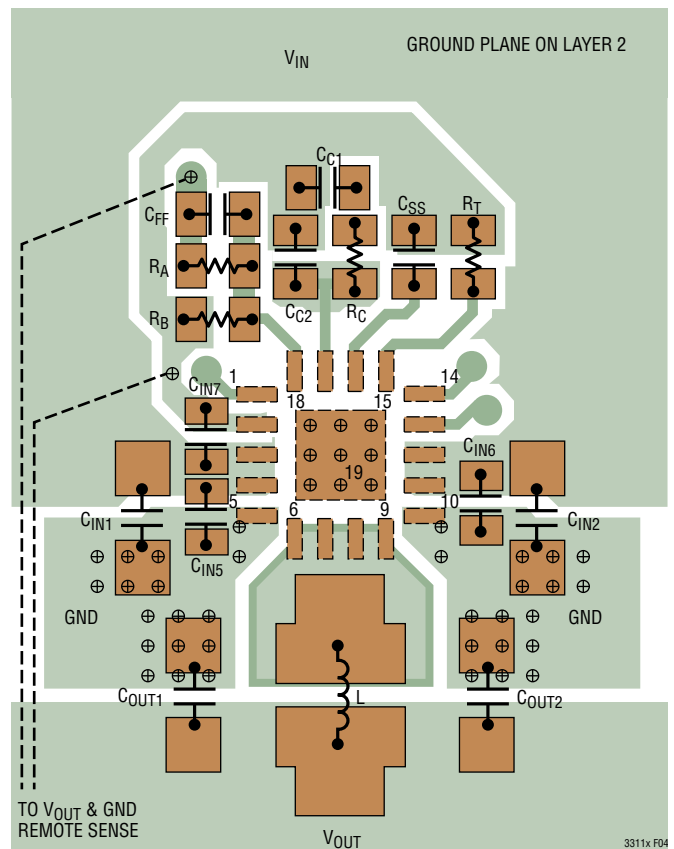 GROUND PLANE ON LAYER 2
VIN
CC1
CFF
CSS
RT
RA
CC2
RC
RB
1
14
CIN7
18
15
CIN6
19
5
6
9
10
CIN1
CIN2
CIN5
GND
GND
COUT1
L
COUT2
TO VOUT & GND
REMOTE SENSE
VOUT
3311x F04